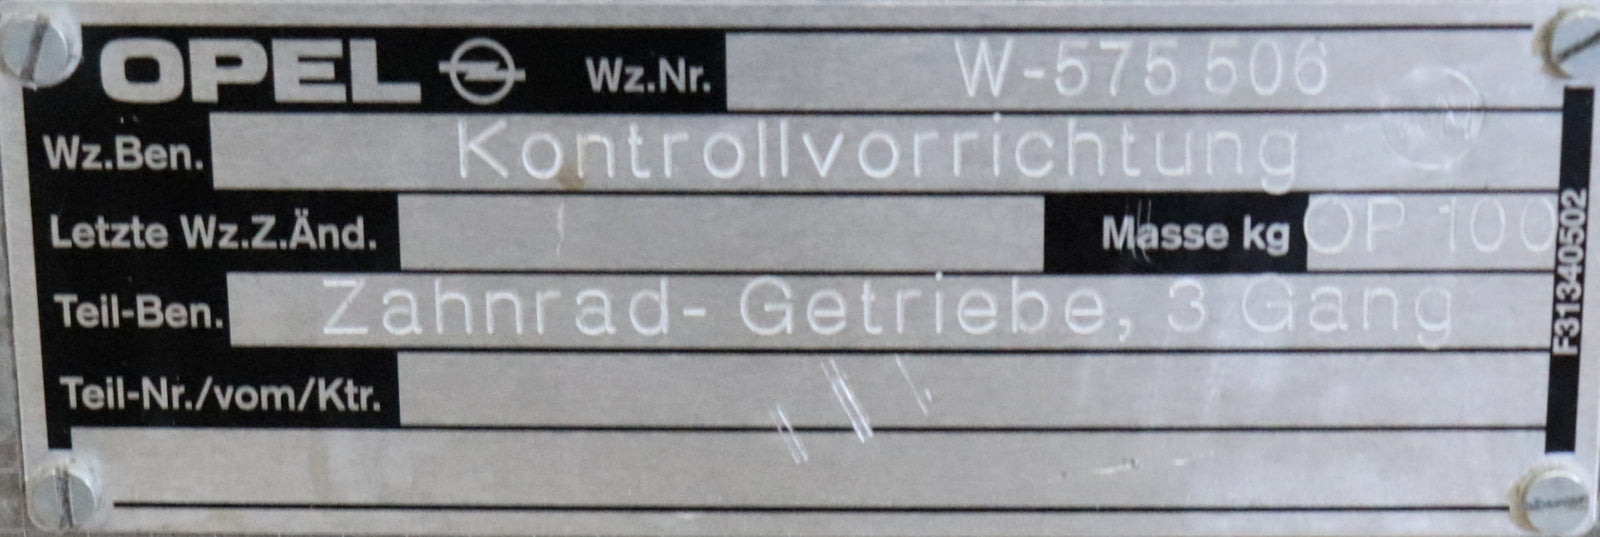 OPEL Wz.Nr. W-575 506
Wz.Ben. Kontrollvorrichtung
Letzte Wz.Z.Änd. 1 Masse kg OP 100
Teil-Ben. Zahnrad-Getriebe, 3 Gang
Teil-Nr./vom/Ktr.
F31340502